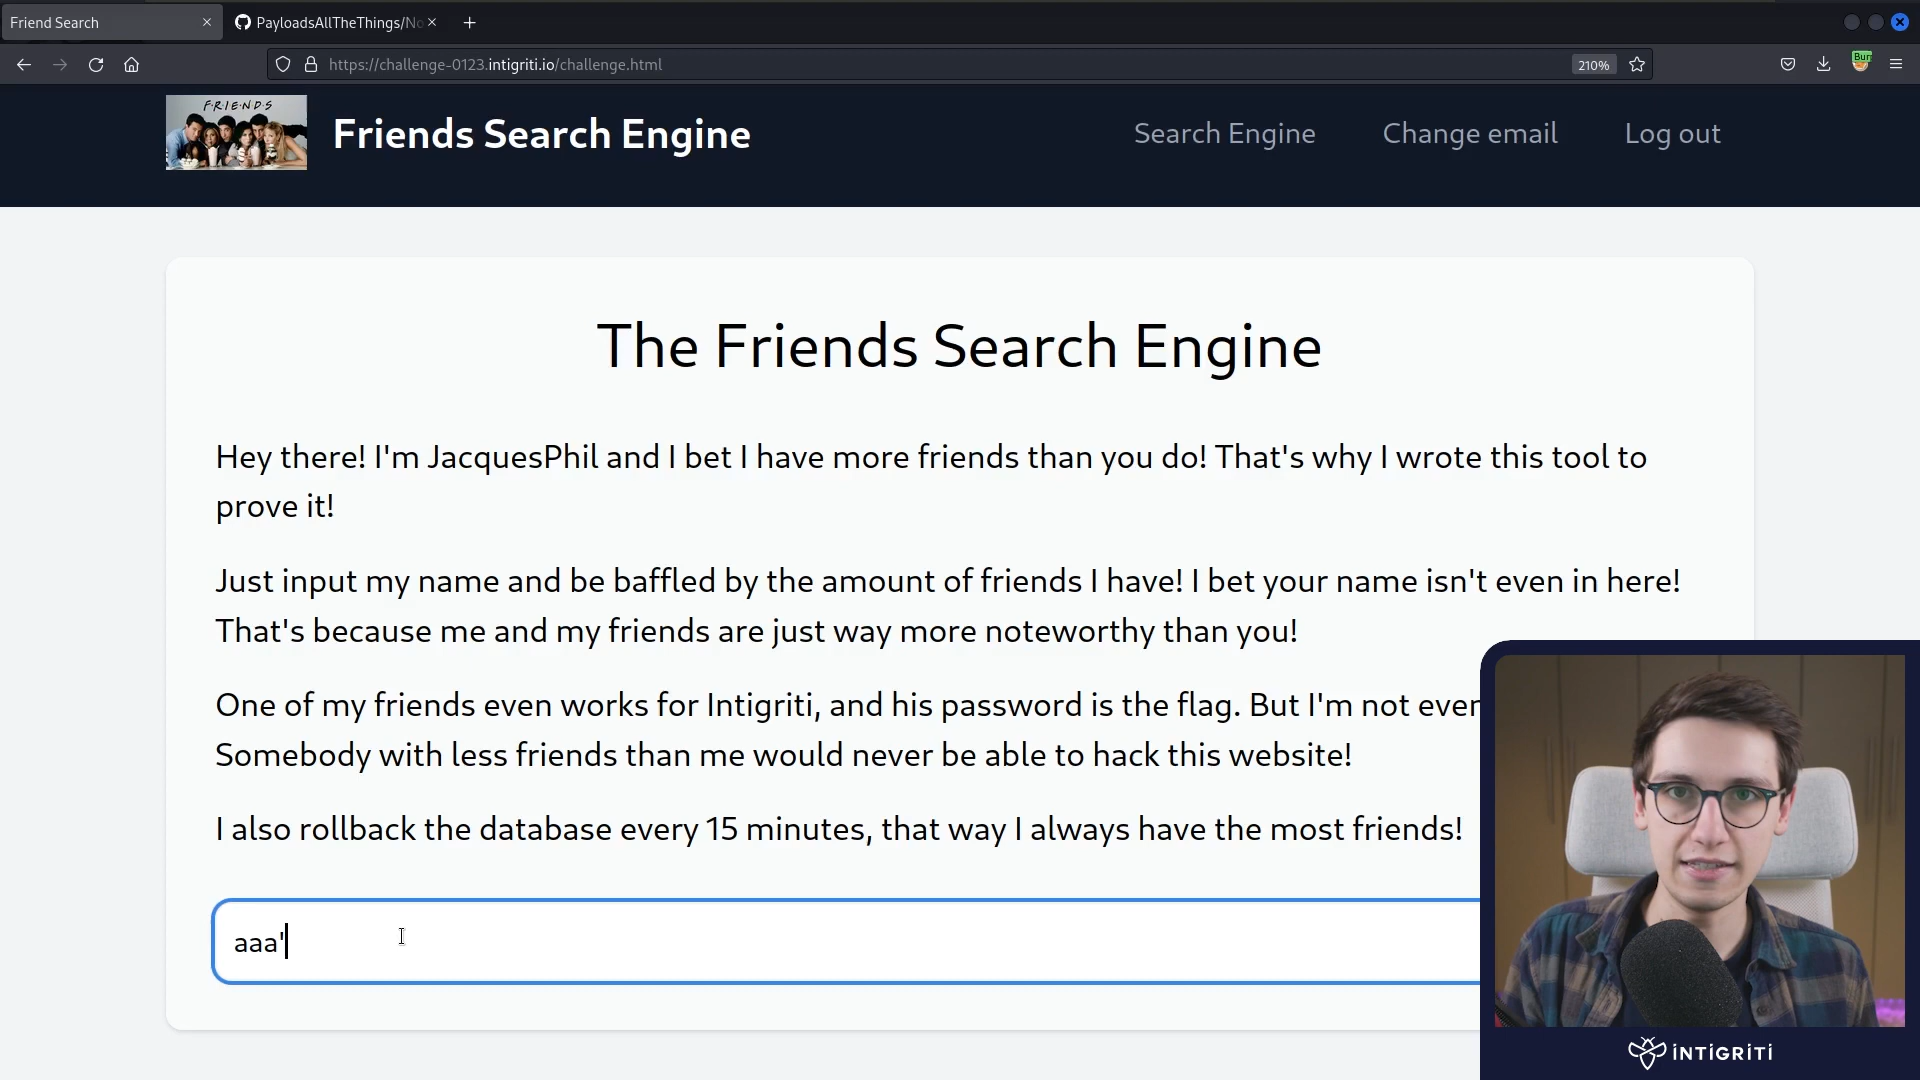 Friend Search
PayloadsAllTheThings/No
https://challenge-0123.intigriti.io/challenge.html
210%
Bur
FRIENDS
Friends Search Engine
Search Engine
Change email
Log out
The Friends Search Engine
Hey there! I'm JacquesPhil and I bet I have more friends than you do! That's why I wrote this tool to
prove it!
Just input my name and be baffled by the amount of friends I have! I bet your name isn't even in here!
That's because me and my friends are just way more noteworthy than you!
One of my friends even works for Intigriti, and his password is the flag. But I'm not ever
Somebody with less friends than me would never be able to hack this website!
I also rollback the database every 15 minutes, that way I always have the most friends!
aaa'
INTIGRITI